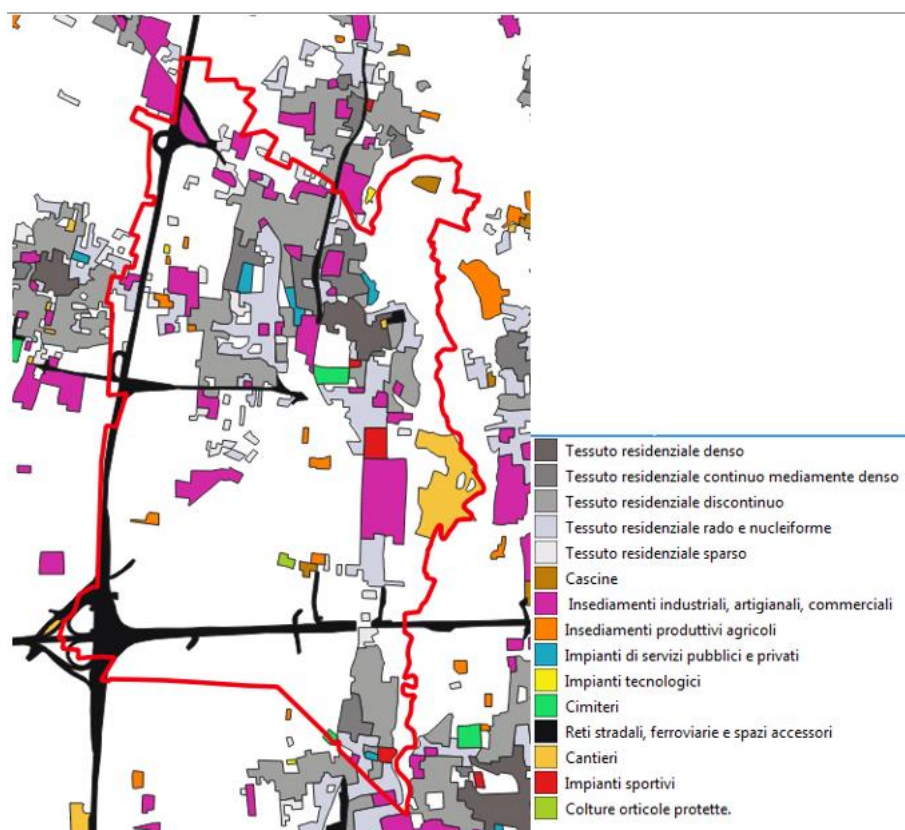 Tessuto residenziale denso
Tessuto residenziale continuo mediamente denso
Tessuto residenziale discontinuo
Tessuto residenziale rado e nucleiforme
Tessuto residenziale sparso
Cascine
Insediamenti industriali, artigianali, commerciali
Insediamenti produttivi agricoli
Impianti di servizi pubblici e privati
Impianti tecnologici
Cimiteri
Reti stradali, ferroviarie e spazi accessori
Cantieri
Impianti sportivi
Colture orticole protette.